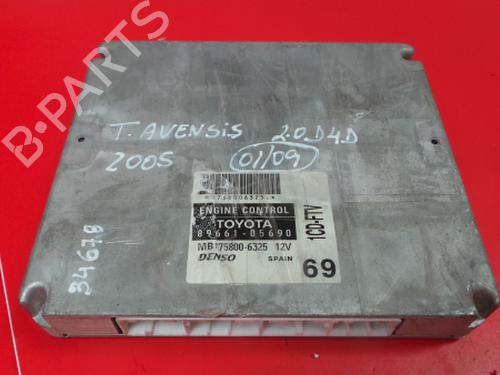 B-PARTS
T. AVENSIS 2.0 D4D
2005 01/09
34678
*1758006325*
ENGINE CONTROL
TOYOTA
89661-05690
MB175800-6325 12V
DENSO SPAIN
1CD-FTV
69